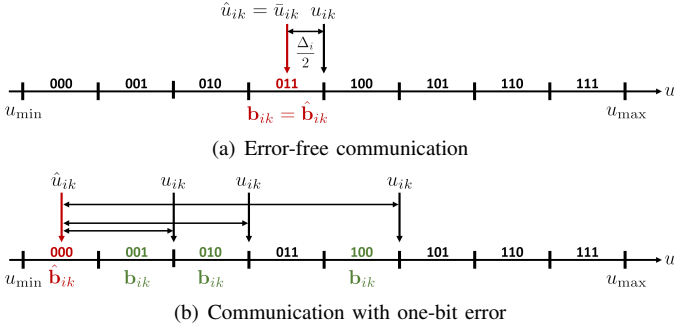 û_ik = ū_ik u_ik
Δ_i/2
000 001 010 011 100 101 110 111 u
u_min b_ik = b̂_ik u_max
(a) Error-free communication
û_ik u_ik u_ik u_ik
000 001 010 011 100 101 110 111 u
u_min b̂_ik b_ik b_ik b_ik u_max
(b) Communication with one-bit error